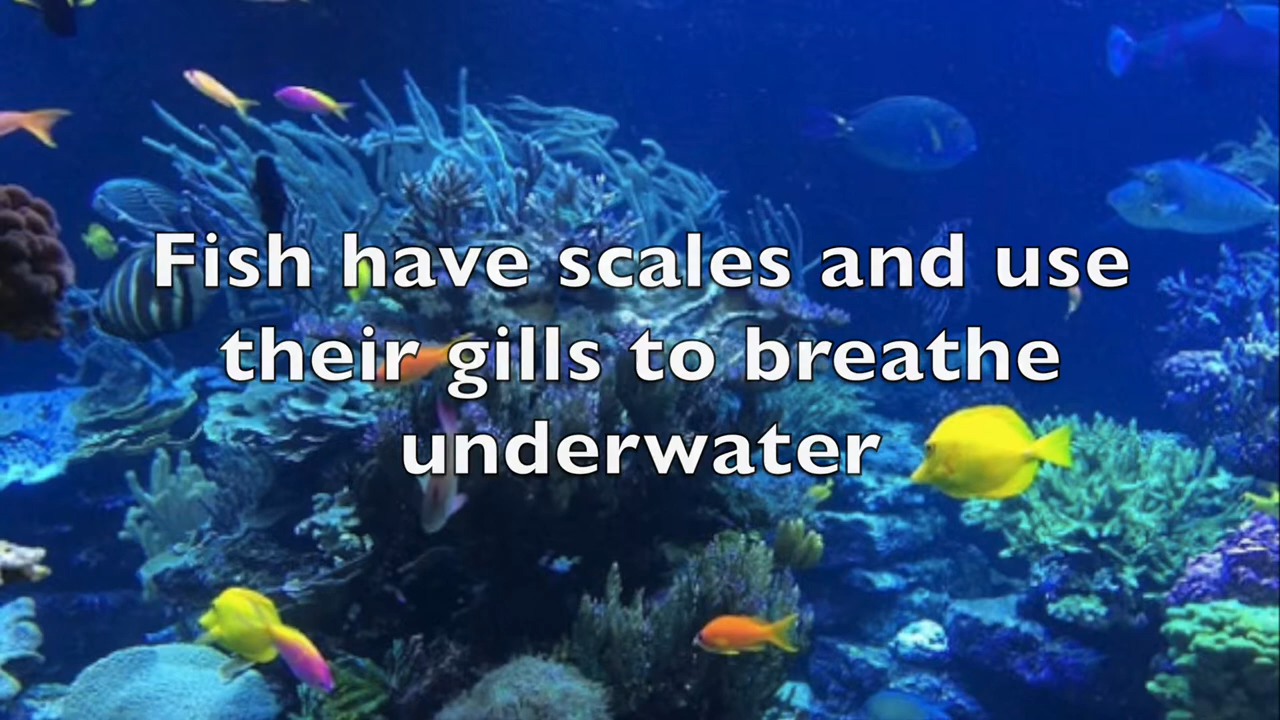 Fish have scales and use
their gills to breathe
underwater